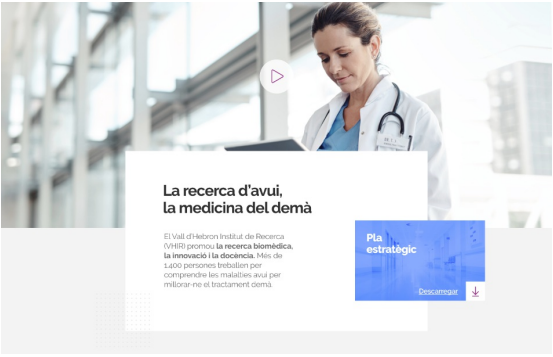 La recerca d'avui,
la medicina del demà
El Vall d'Hebron Institut de Recerca
(VHIR) promou la recerca biomèdica,
la innovació i la docència. Més de
1.400 persones treballen per
comprendre les malalties avui per
millorar-ne el tractament demà.
Pla
estratègic
Descarregar